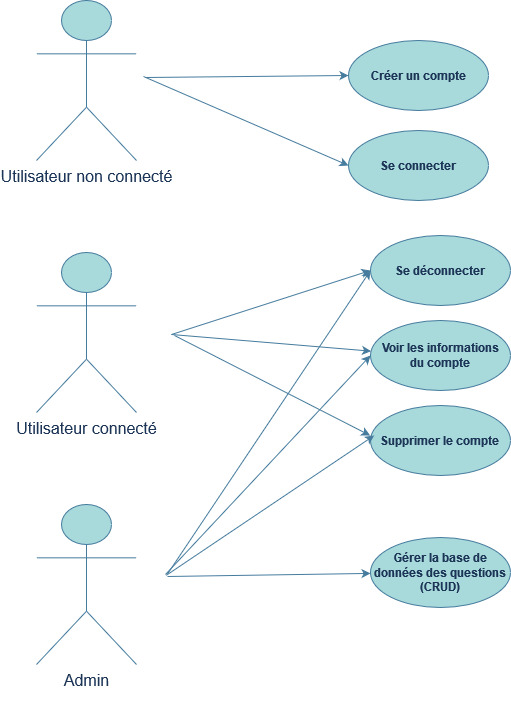 Créer un compte
Se connecter
Utilisateur non connecté
Se déconnecter
Voir les informations
du compte
Utilisateur connecté
Supprimer le compte
Gérer la base de
données des questions
(CRUD)
Admin